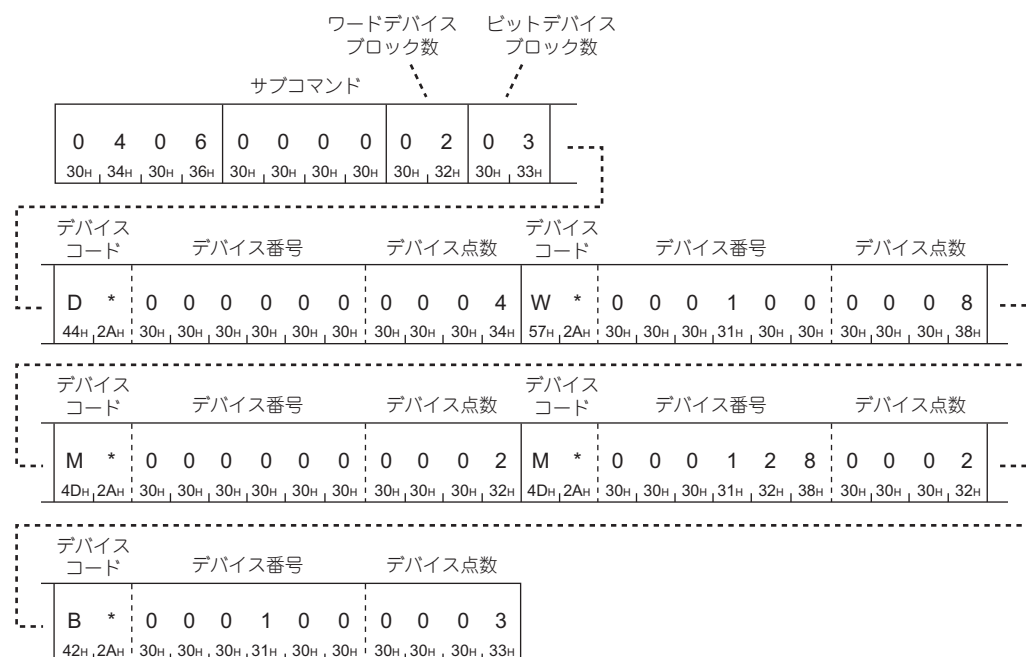 ワードデバイス ビットデバイス
ブロック数 ブロック数
サブコマンド
0 4 0 6 0 0 0 0 0 2 0 3
30H 34H 30H 36H 30H 30H 30H 30H 30H 32H 30H 33H
デバイス デバイス
コード デバイス番号 デバイス点数 コード デバイス番号 デバイス点数
D * 0 0 0 0 0 0 0 0 0 4 W * 0 0 0 1 0 0 0 0 0 8
44H 2AH 30H 30H 30H 30H 30H 30H 30H 30H 30H 34H 57H 2AH 30H 30H 30H 31H 30H 30H 30H 30H 30H 38H
デバイス デバイス
コード デバイス番号 デバイス点数 コード デバイス番号 デバイス点数
M * 0 0 0 0 0 0 0 0 0 2 M * 0 0 0 1 2 8 0 0 0 2
4DH 2AH 30H 30H 30H 30H 30H 30H 30H 30H 30H 32H 4DH 2AH 30H 30H 30H 31H 32H 38H 30H 30H 30H 32H
デバイス
コード デバイス番号 デバイス点数
B * 0 0 0 1 0 0 0 0 0 3
42H 2AH 30H 30H 30H 31H 30H 30H 30H 30H 30H 33H